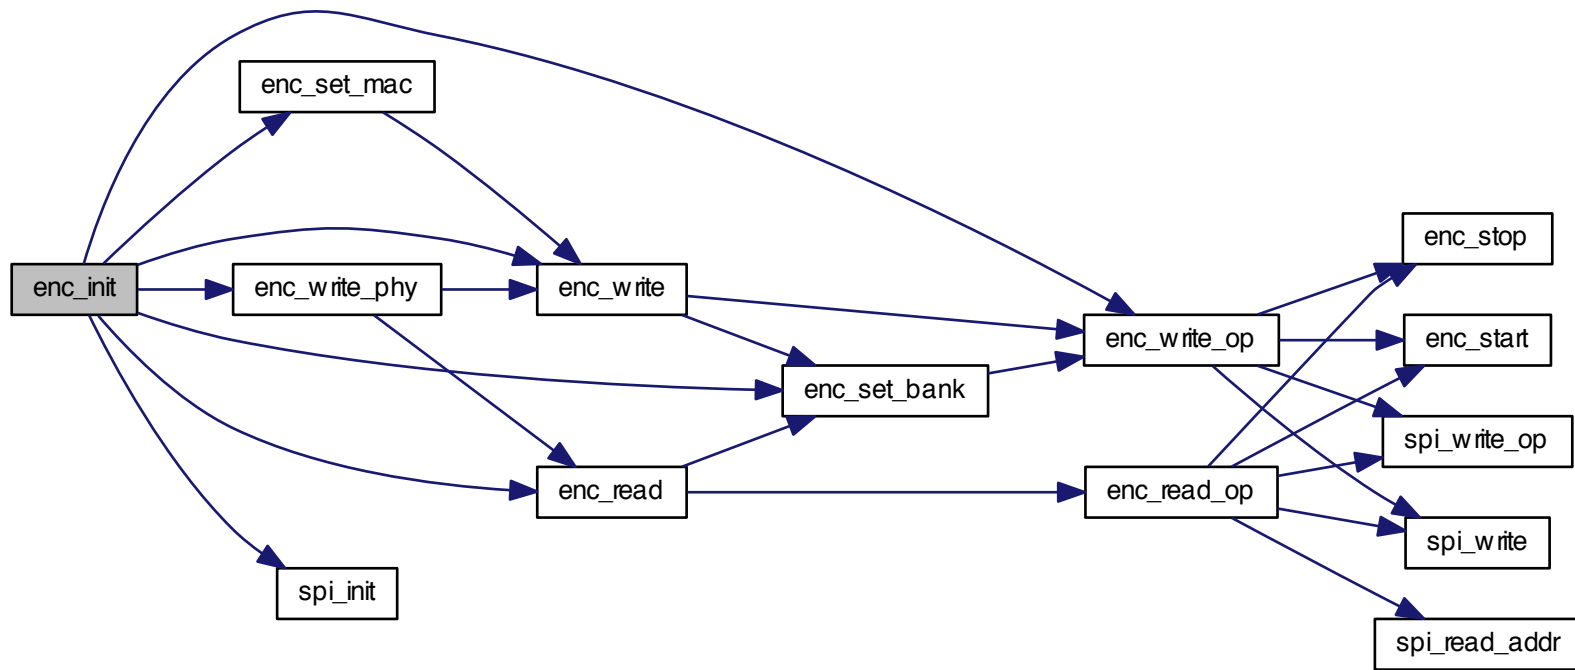 enc_set_mac
enc_stop
enc_init
enc_write_phy
enc_write
enc_write_op
enc_start
enc_set_bank
spi_write_op
enc_read
enc_read_op
spi_write
spi_init
spi_read_addr